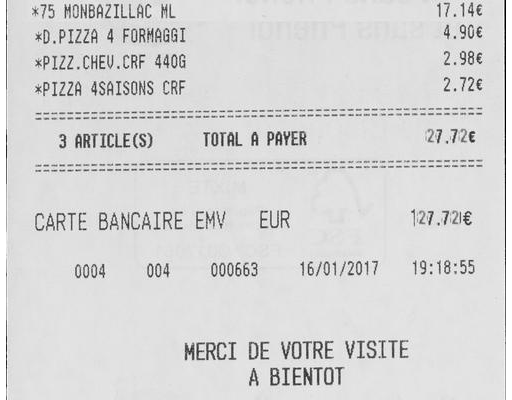 *75 MONBAZILLAC ML 17.14€
*D.PIZZA 4 FORMAGGI 4.90€
*PIZZ.CHEV.CRF 440G 2.98€
*PIZZA 4SAISONS CRF 2.72€
3 ARTICLE(S) TOTAL A PAYER 27.72€
CARTE BANCAIRE EMV EUR 127.72€
0004 004 000663 16/01/2017 19:18:55
MERCI DE VOTRE VISITE
A BIENTOT